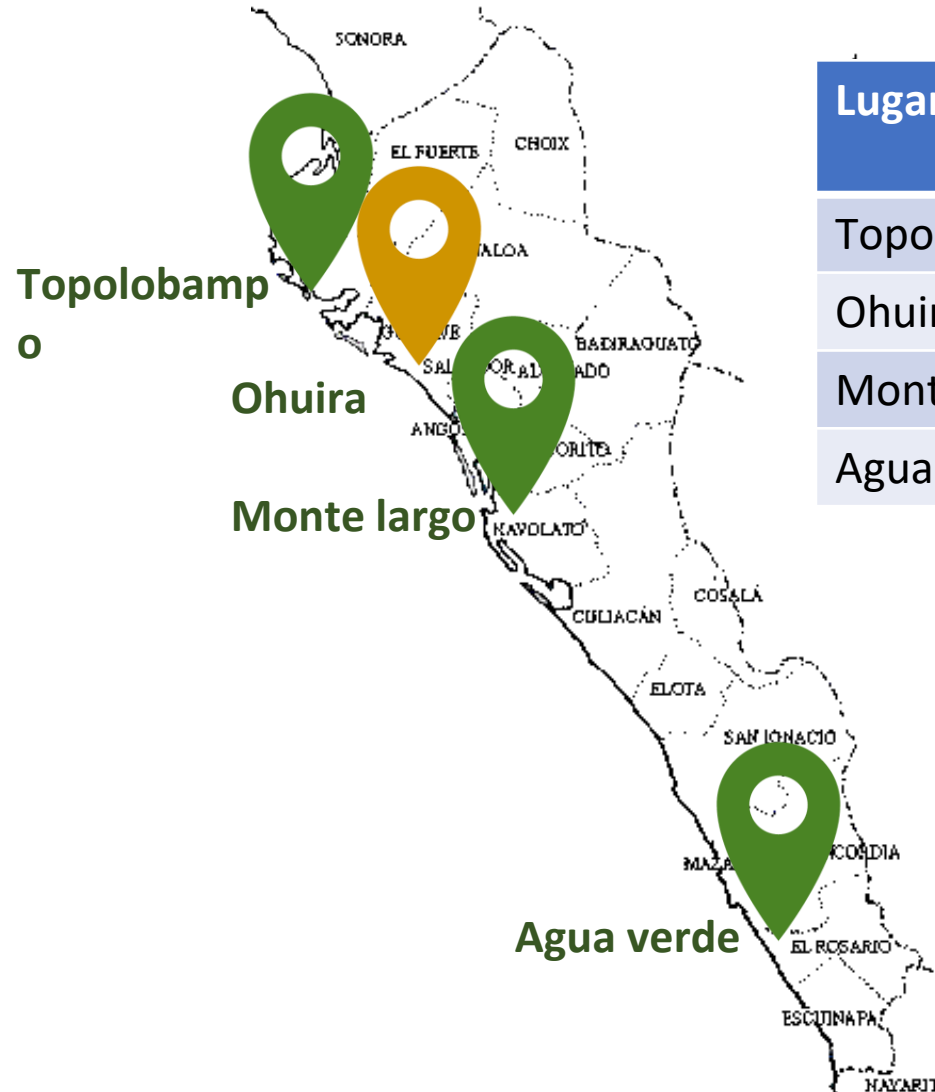 SONORA
Lugar
EL FUERTE
CHOIX
Topo
Topolobamp
o
Ohuir
BADIRAGUATO
Mont
Ohuira
Agua
Monte largo
NAVOLATO
COSALÁ
CULIACÁN
ELOTA
SAN IGNACIO
Agua verde
EL ROSARIO
ESCUINAPA
NAYARIT